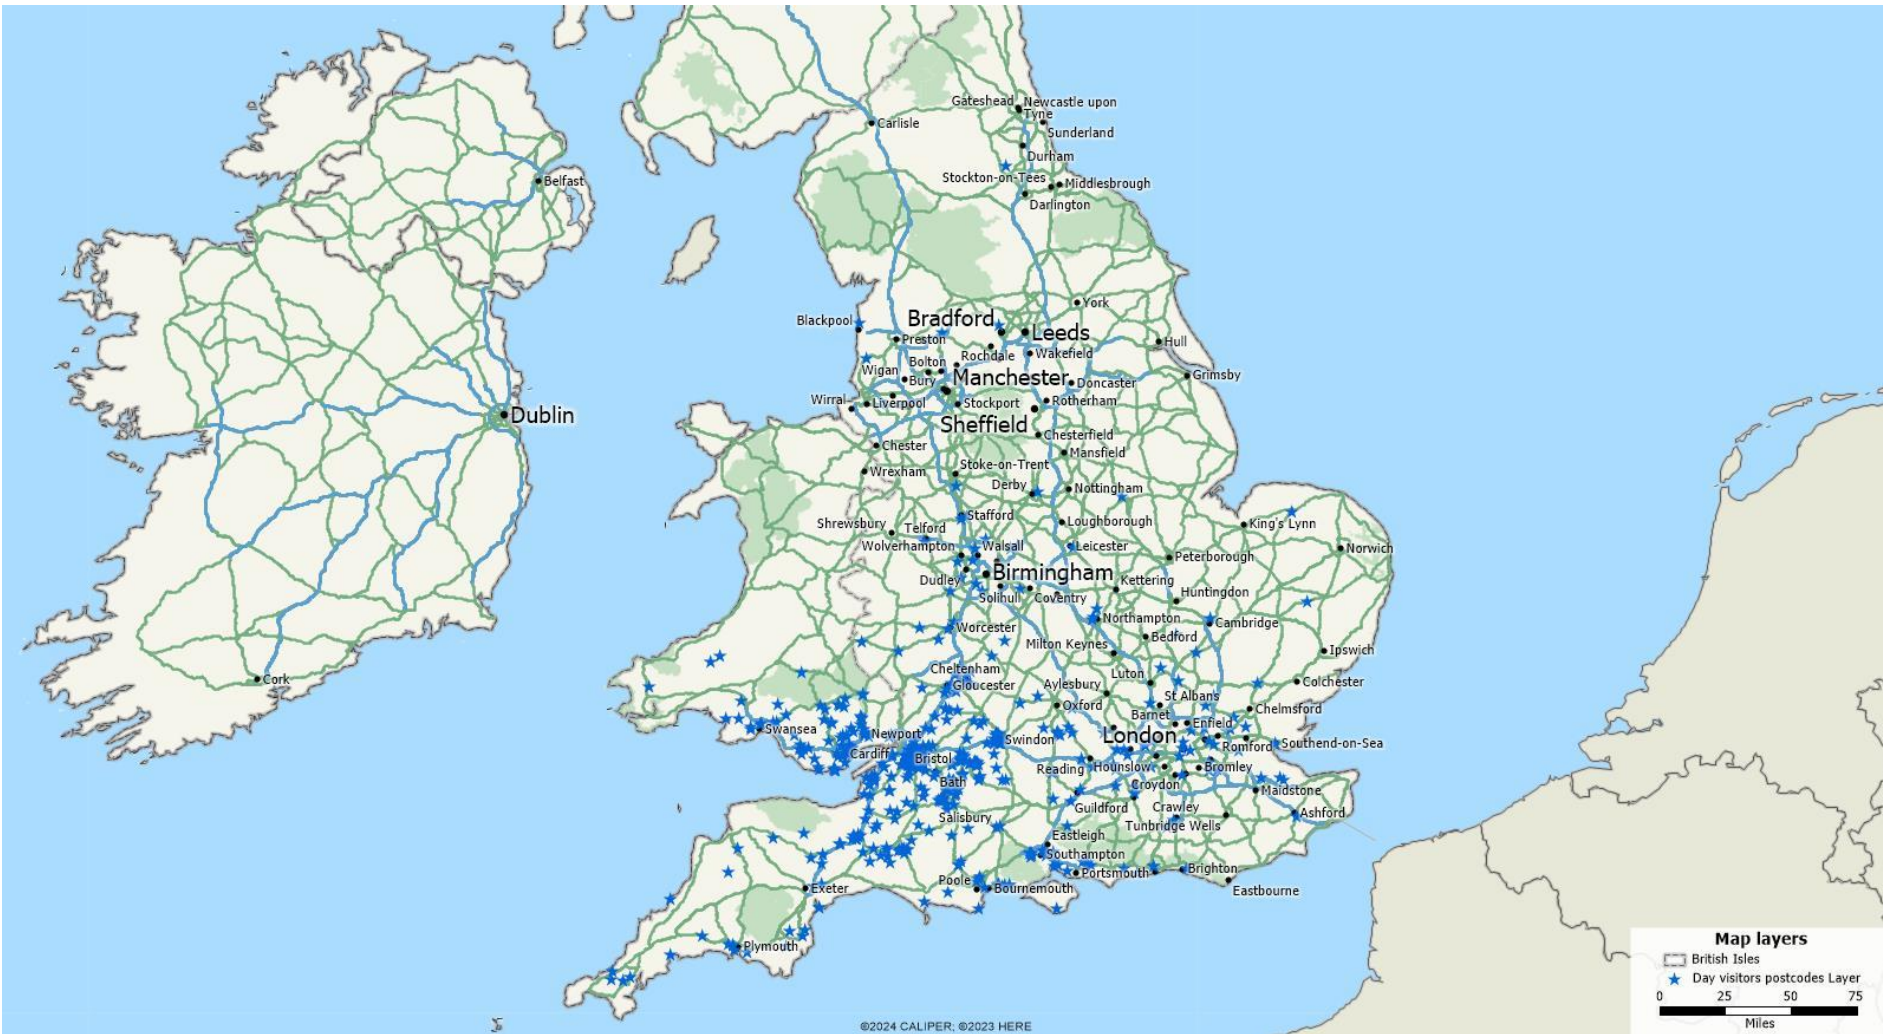 Gateshead
Newcastle upon
Tyne
Carlisle
Sunderland
Durham
Stockton-on-Tees
Middlesbrough
Belfast
Darlington
York
Blackpool
Bradford
Leeds
Preston
Hull
Rochdale
Wakefield
Bolton
Wigan
Bury
Manchester
Doncaster
Grimsby
Wirral
Liverpool
Stockport
Rotherham
Dublin
Sheffield
Chesterfield
Chester
Mansfield
Wrexham
Stoke-on-Trent
Derby
Nottingham
Stafford
Shrewsbury
Telford
Loughborough
King's Lynn
Wolverhampton
Walsall
Leicester
Norwich
Peterborough
Dudley
Birmingham
Kettering
Solihull
Coventry
Huntingdon
Worcester
Northampton
Cambridge
Bedford
Milton Keynes
Ipswich
Cheltenham
Luton
Cork
Gloucester
Aylesbury
Colchester
St Albans
Oxford
Barnet
Chelmsford
Enfield
Swansea
Newport
Swindon
London
Romford
Southend-on-Sea
Cardiff
Bristol
Reading
Hounslow
Bromley
Bath
Croydon
Maidstone
Guildford
Crawley
Salisbury
Tunbridge Wells
Ashford
Eastleigh
Southampton
Portsmouth
Brighton
Poole
Bournemouth
Exeter
Eastbourne
Plymouth
Map layers
British Isles
Day visitors postcodes Layer
0 25 50 75
Miles
©2024 CALIPER; ©2023 HERE